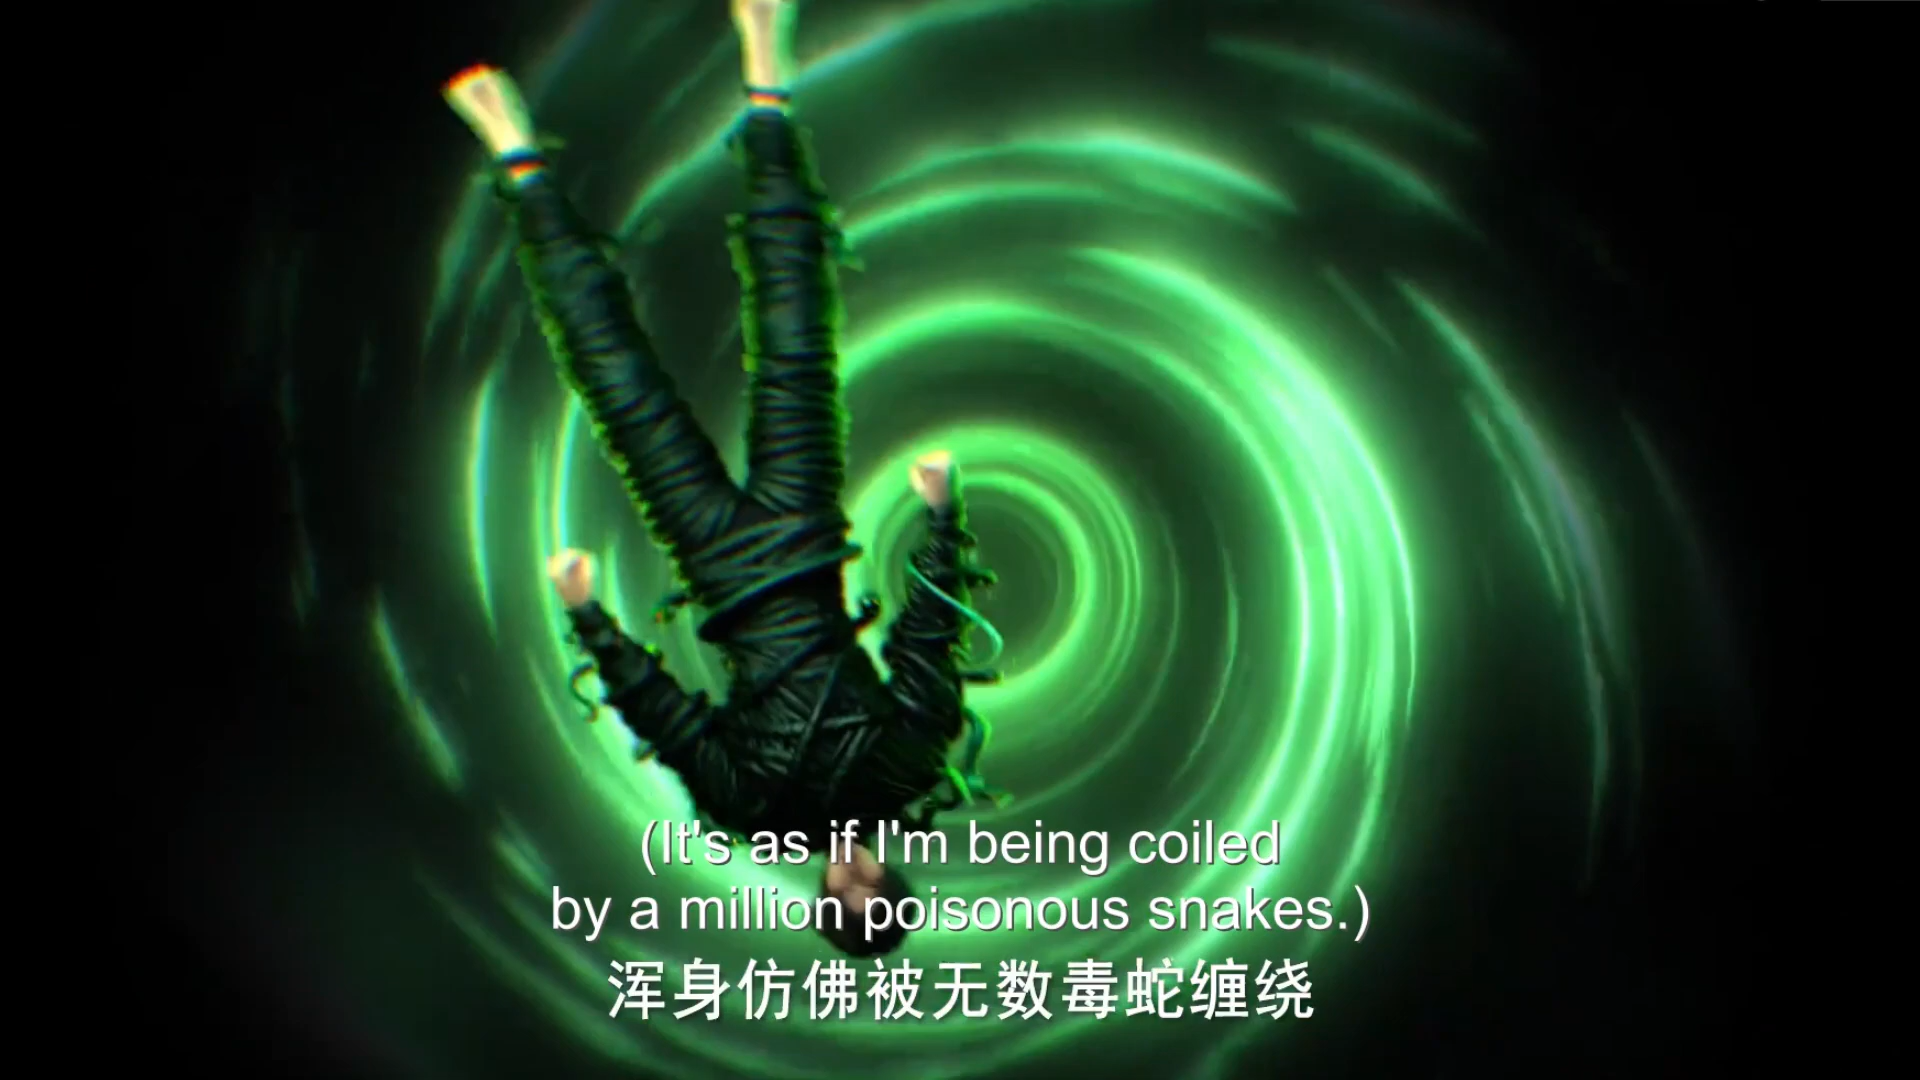 (It's as if I'm being coiled
by a million poisonous snakes.)
浑身仿佛被无数毒蛇缠绕